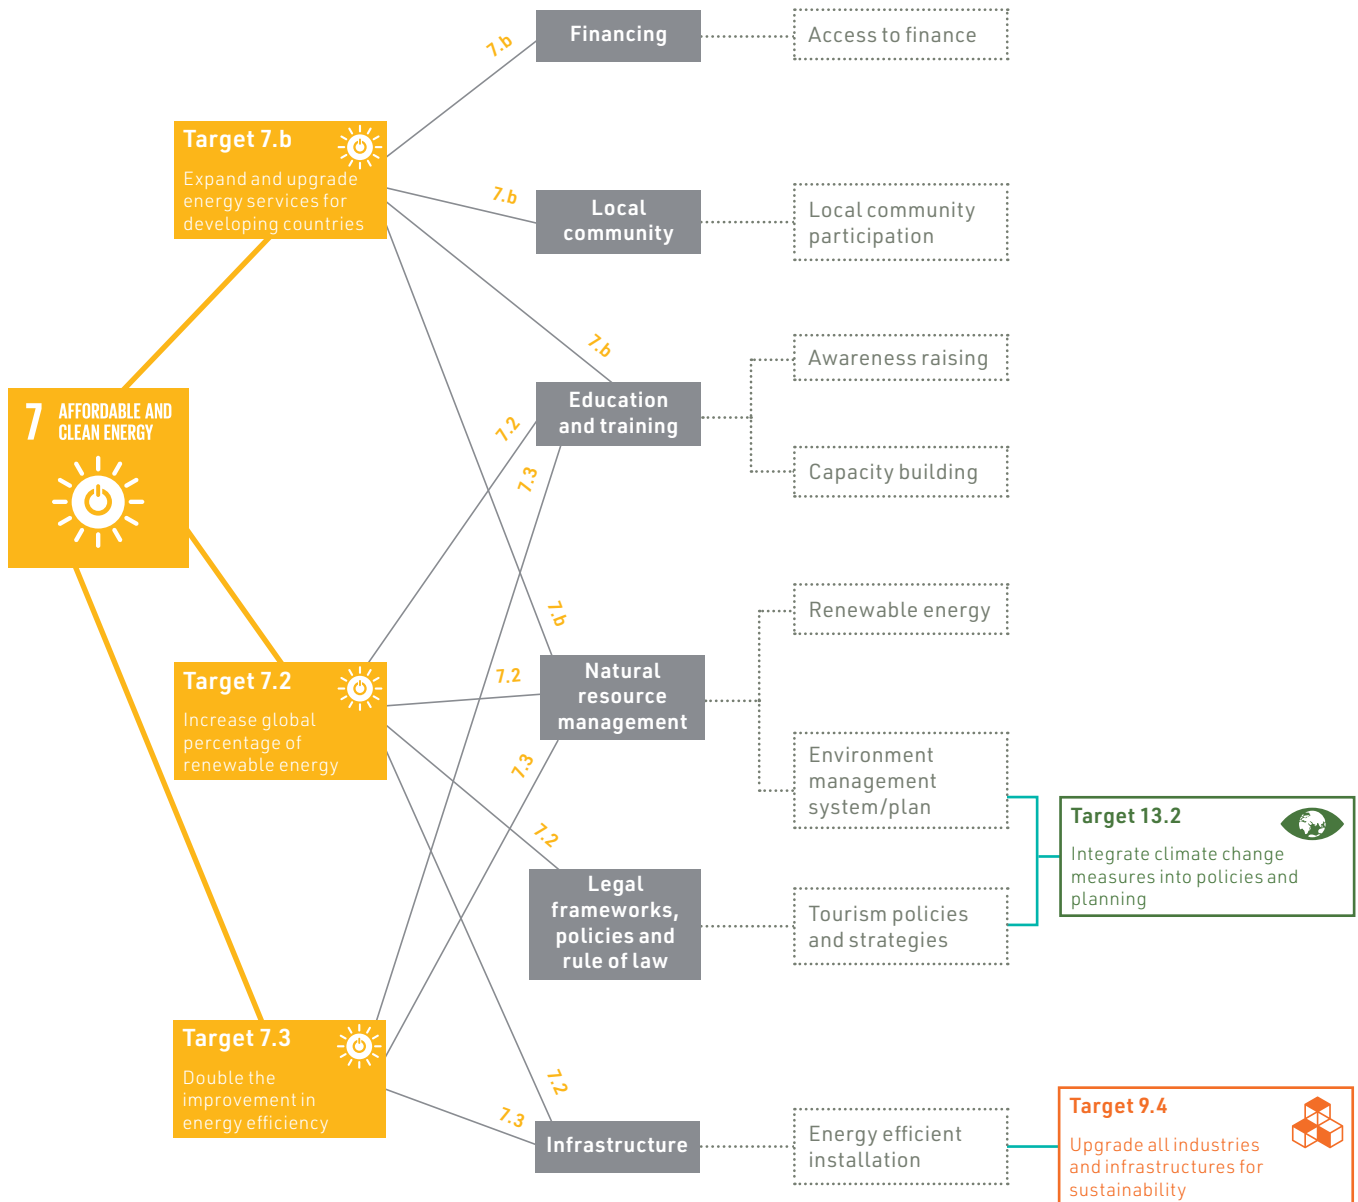 7.b
Financing
Access to finance
Target 7.b
Expand and upgrade
energy services for
developing countries
7.b
Local
community
Local community
participation
7.b
Awareness raising
7 AFFORDABLE AND
CLEAN ENERGY
7.2
Education
and training
7.3
Capacity building
7.b
Renewable energy
Target 7.2
Increase global
percentage of
renewable energy
7.2
Natural
resource
management
7.3
Environment
management
system/plan
Target 13.2
Integrate climate change
measures into policies and
planning
7.2
Legal
frameworks,
policies and
rule of law
Tourism policies
and strategies
Target 7.3
Double the
improvement in
energy efficiency
7.2
7.3
Infrastructure
Energy efficient
installation
Target 9.4
Upgrade all industries
and infrastructures for
sustainability